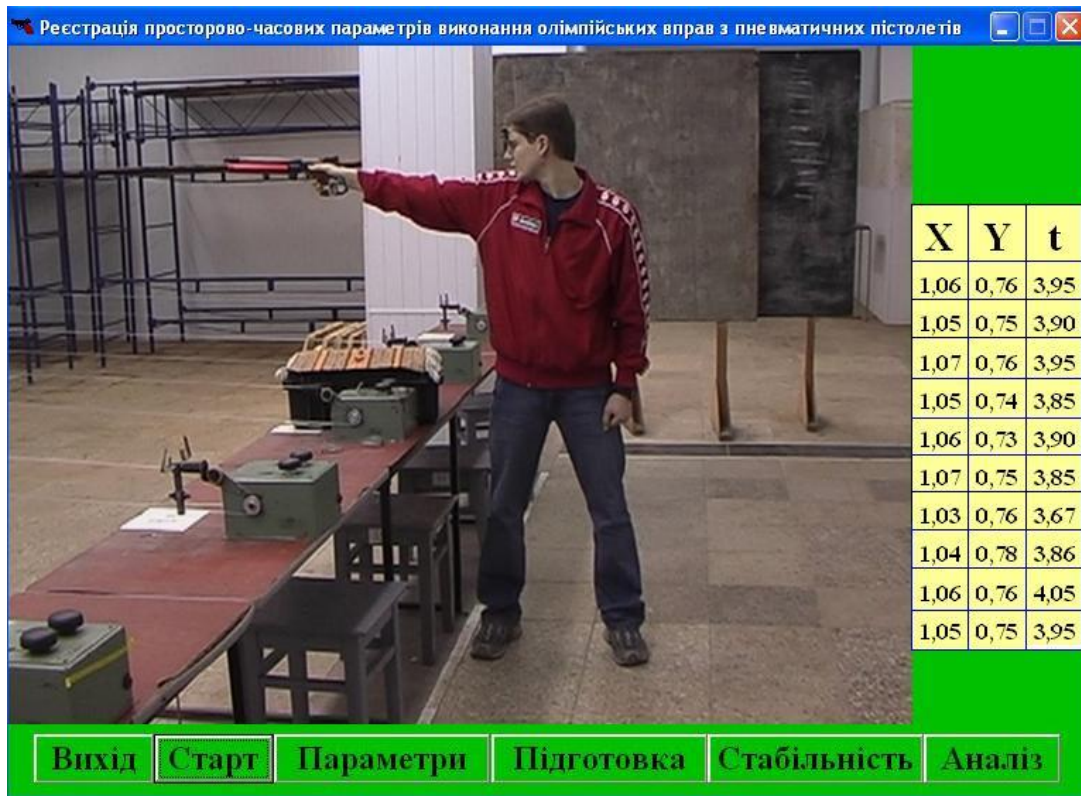 Реєстрація просторово-часових параметрів виконання олімпійських вправ з пневматичних пістолетів
X Y t
1,06 0,76 3,95
1,05 0,75 3,90
1,07 0,76 3,95
1,05 0,74 3,85
1,06 0,73 3,90
1,07 0,75 3,85
1,03 0,76 3,67
1,04 0,78 3,86
1,06 0,76 4,05
1,05 0,75 3,95
Вихід Старт Параметри Підготовка Стабільність Аналіз